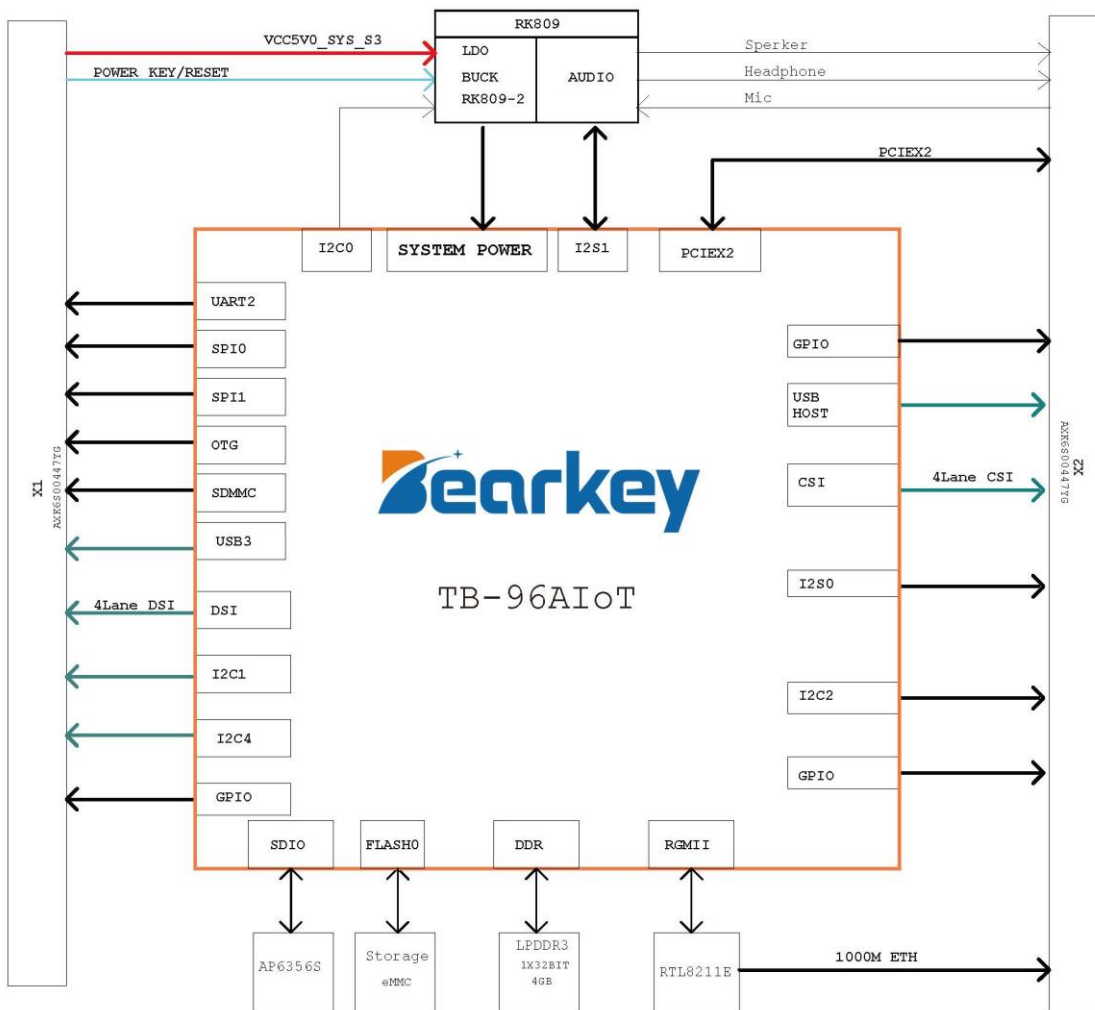 RK809
VCC5V0_SYS_S3
LDO
BUCK
RK809-2
AUDIO
POWER KEY/RESET
Sperker
Headphone
Mic
PCIEX2
I2C0
SYSTEM POWER
I2S1
PCIEX2
UART2
SPI0
SPI1
OTG
SDMMC
USB3
4Lane DSI
DSI
I2C1
I2C4
GPIO
X1
AXE6S00447YG
Bearkey
TB-96AIoT
GPIO
USB
HOST
CSI
4Lane CSI
I2S0
I2C2
GPIO
X2
AXE6S00447YG
SDIO
FLASH0
DDR
RGMII
AP6356S
Storage
eMMC
LPDDR3
1X32BIT
4GB
RTL8211E
1000M ETH